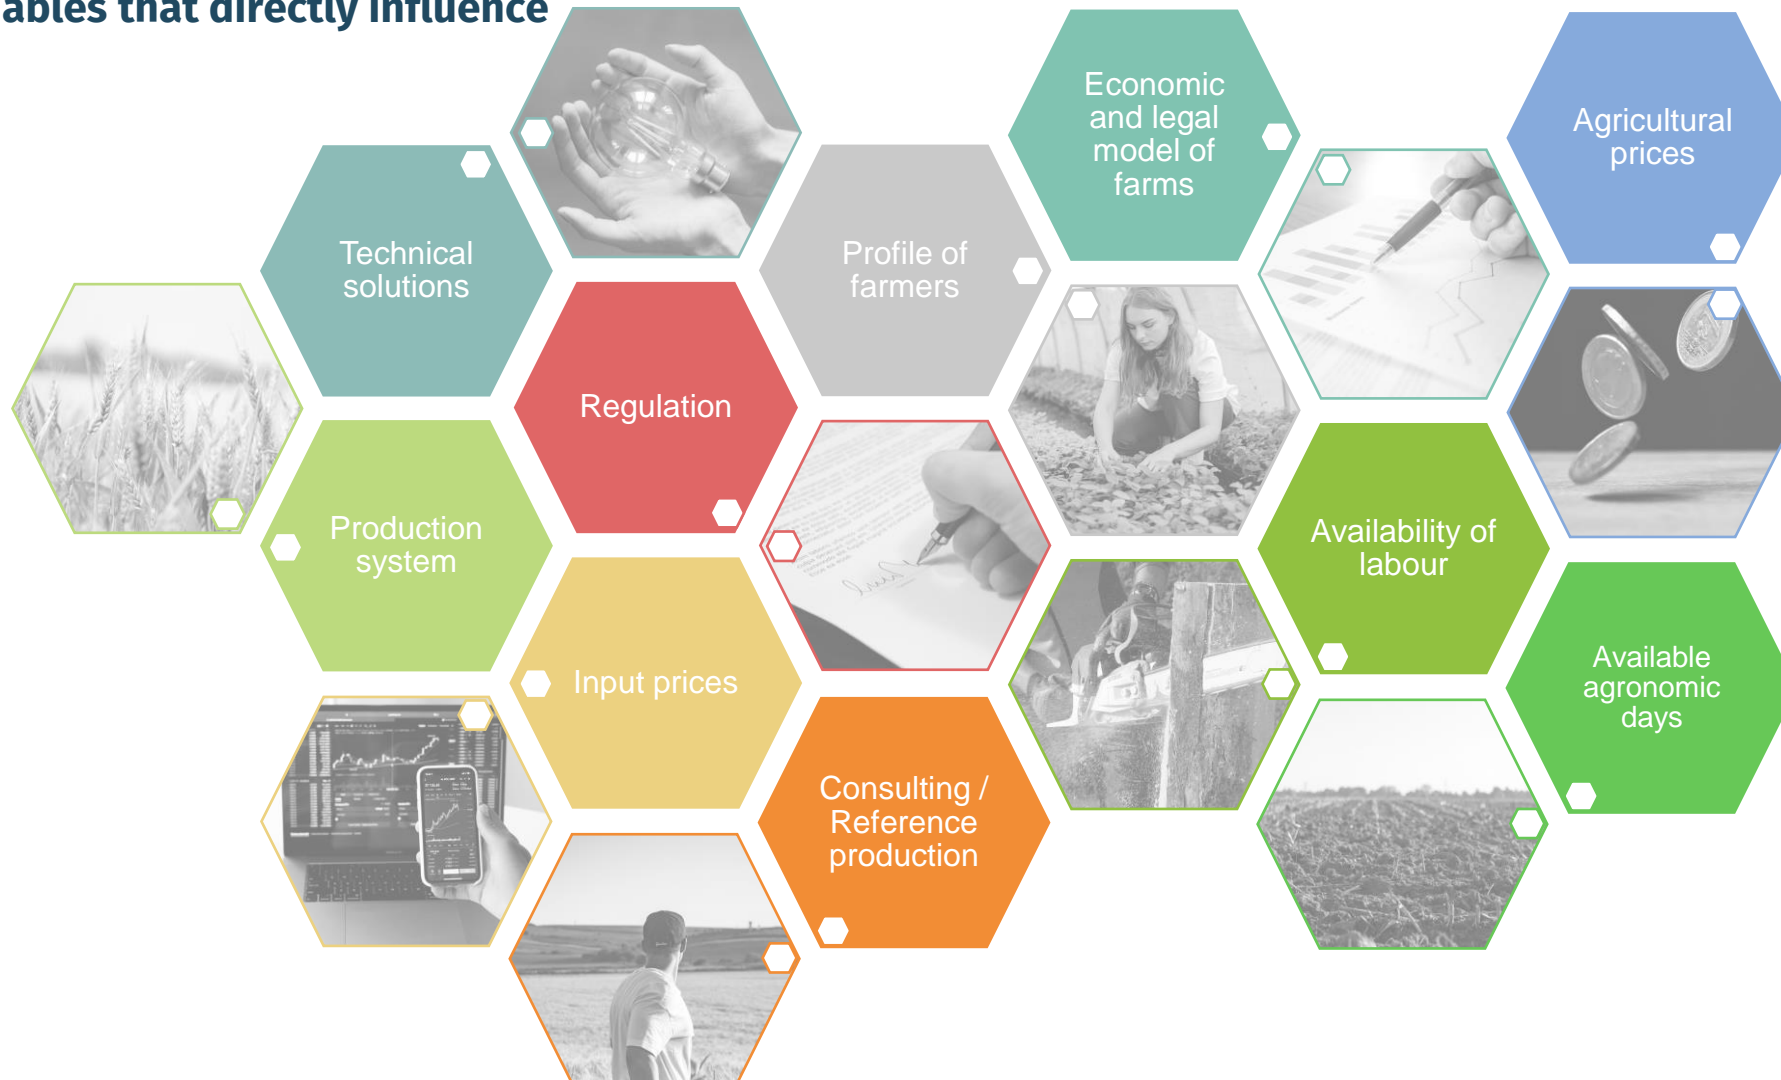 ables that directly influence
Economic
and legal
model of
farms
Agricultural
prices
Technical
solutions
Profile of
farmers
Regulation
Production
system
Availability of
labour
Input prices
Available
agronomic
days
Consulting /
Reference
production